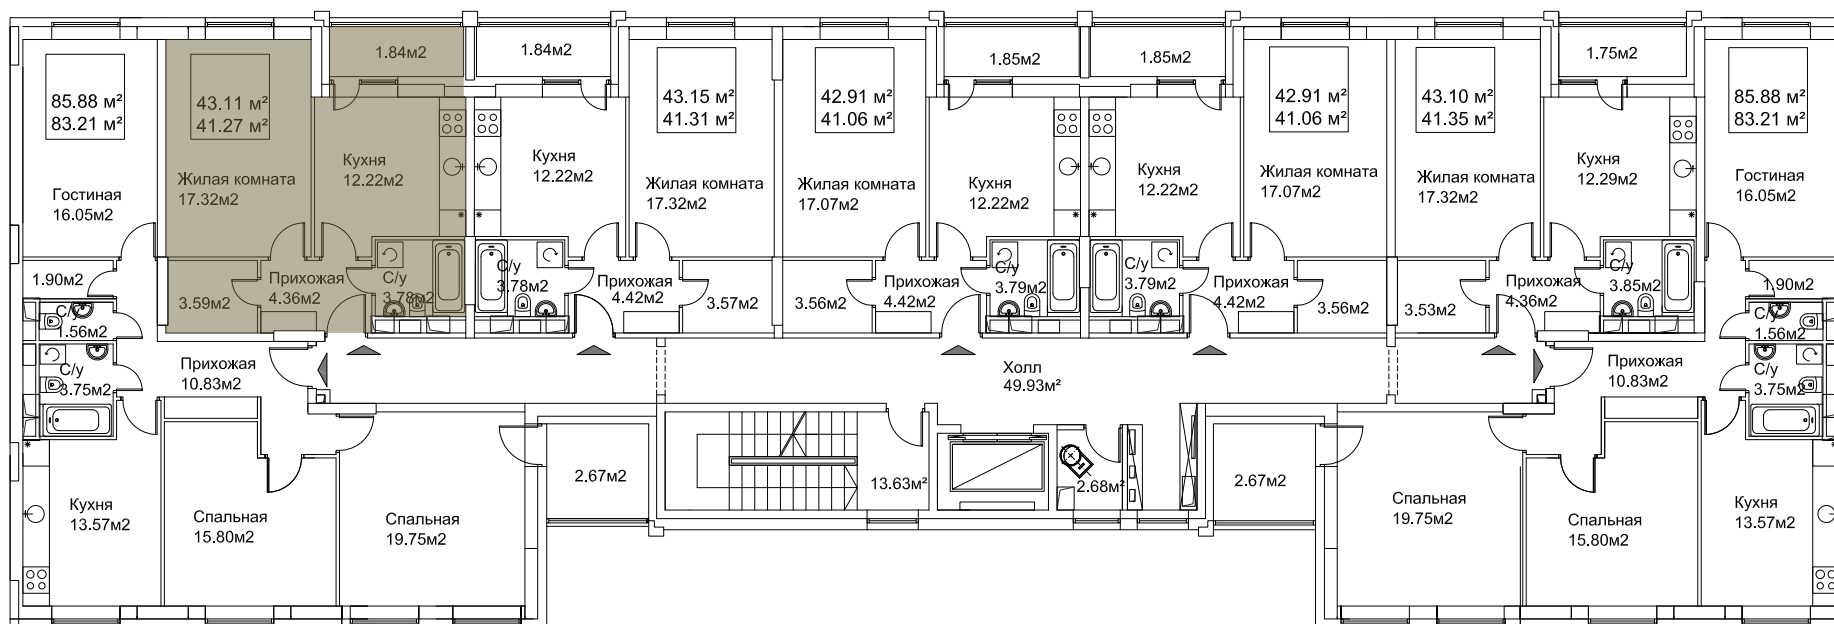 85.88 м²
83.21 м²
Гостиная
16.05м2
1.90м2
С/у
1.56м2
С/у
3.75м2
Прихожая
10.83м2
Кухня
13.57м2
Спальная
15.80м2
Спальная
19.75м2
2.67м2
43.11 м²
41.27 м²
Жилая комната
17.32м2
1.84м2
Кухня
12.22м2
3.59м2
Прихожая
4.36м2
С/у
3.78м2
1.84м2
Кухня
12.22м2
43.15 м²
41.31 м²
Жилая комната
17.32м2
С/у
3.78м2
Прихожая
4.42м2
3.57м2
42.91 м²
41.06 м²
Жилая комната
17.07м2
1.85м2
Кухня
12.22м2
3.56м2
Прихожая
4.42м2
С/у
3.79м2
1.85м2
Кухня
12.22м2
42.91 м²
41.06 м²
Жилая комната
17.07м2
С/у
3.79м2
Прихожая
4.42м2
3.56м2
43.10 м²
41.35 м²
Жилая комната
17.32м2
1.75м2
Кухня
12.29м2
3.53м2
Прихожая
4.36м2
С/у
3.85м2
Холл
49.93м²
13.63м²
2.68м²
85.88 м²
83.21 м²
Гостиная
16.05м2
1.90м2
С/у
1.56м2
С/у
3.75м2
Прихожая
10.83м2
2.67м2
Спальная
19.75м2
Спальная
15.80м2
Кухня
13.57м2